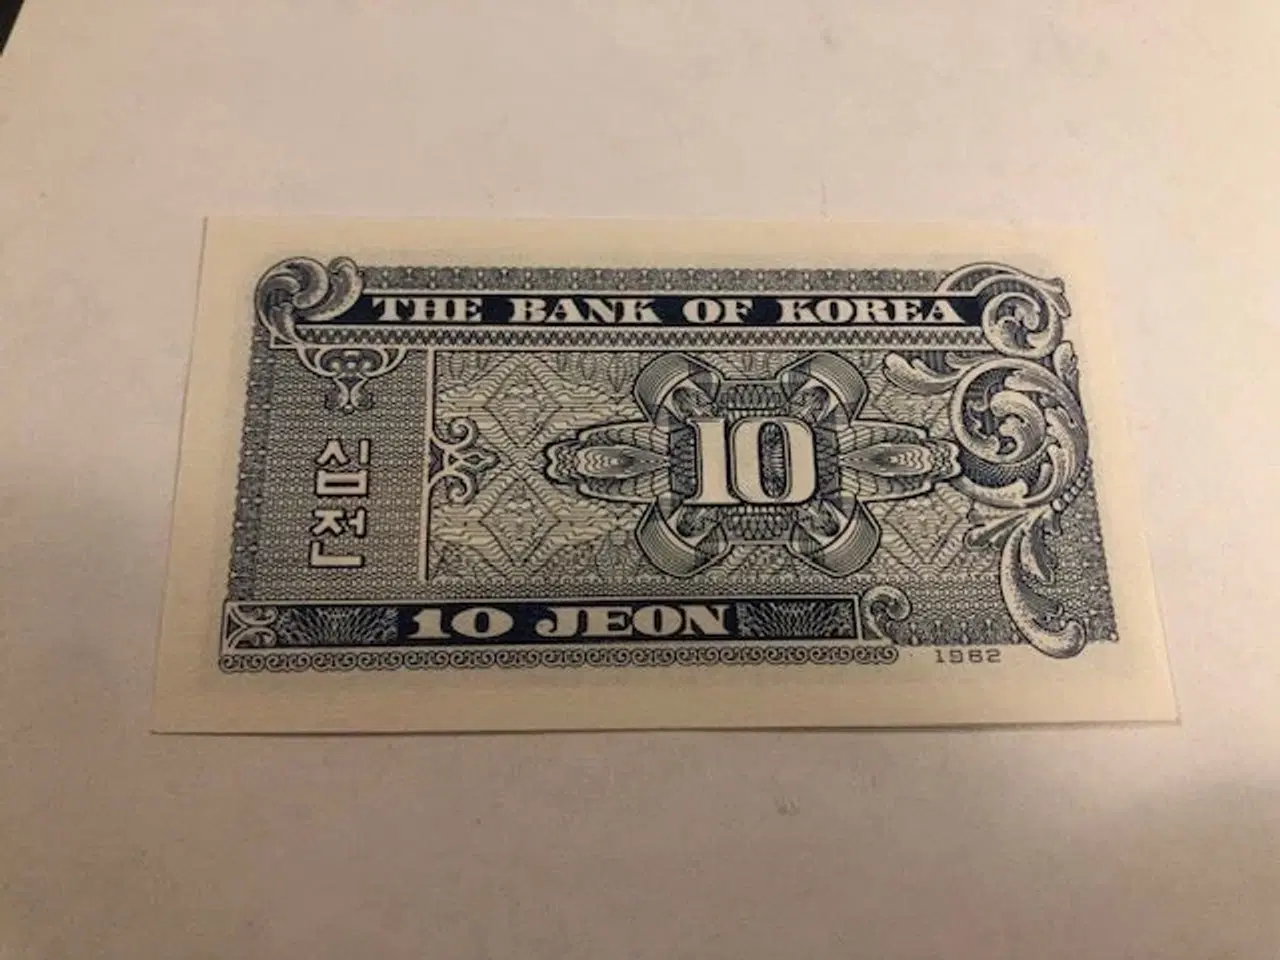 THE BANK OF KOREA
십
전
10
10 JEON
1962